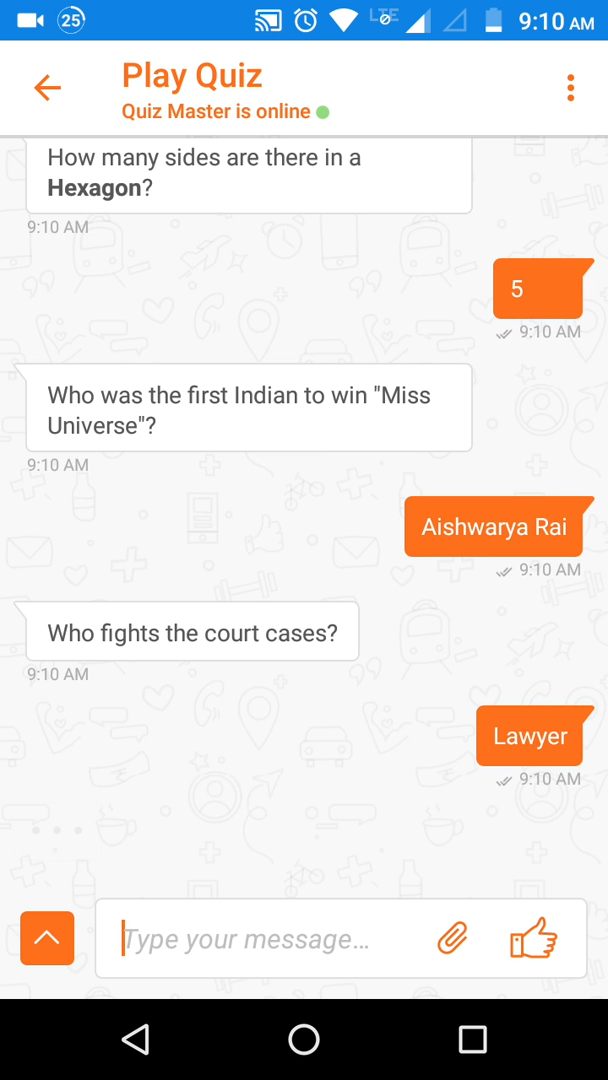 25
LTE
9:10 AM
Play Quiz
Quiz Master is online
How many sides are there in a
Hexagon?
9:10 AM
5
9:10 AM
Who was the first Indian to win "Miss
Universe"?
9:10 AM
Aishwarya Rai
9:10 AM
Who fights the court cases?
9:10 AM
Lawyer
9:10 AM
Type your message...